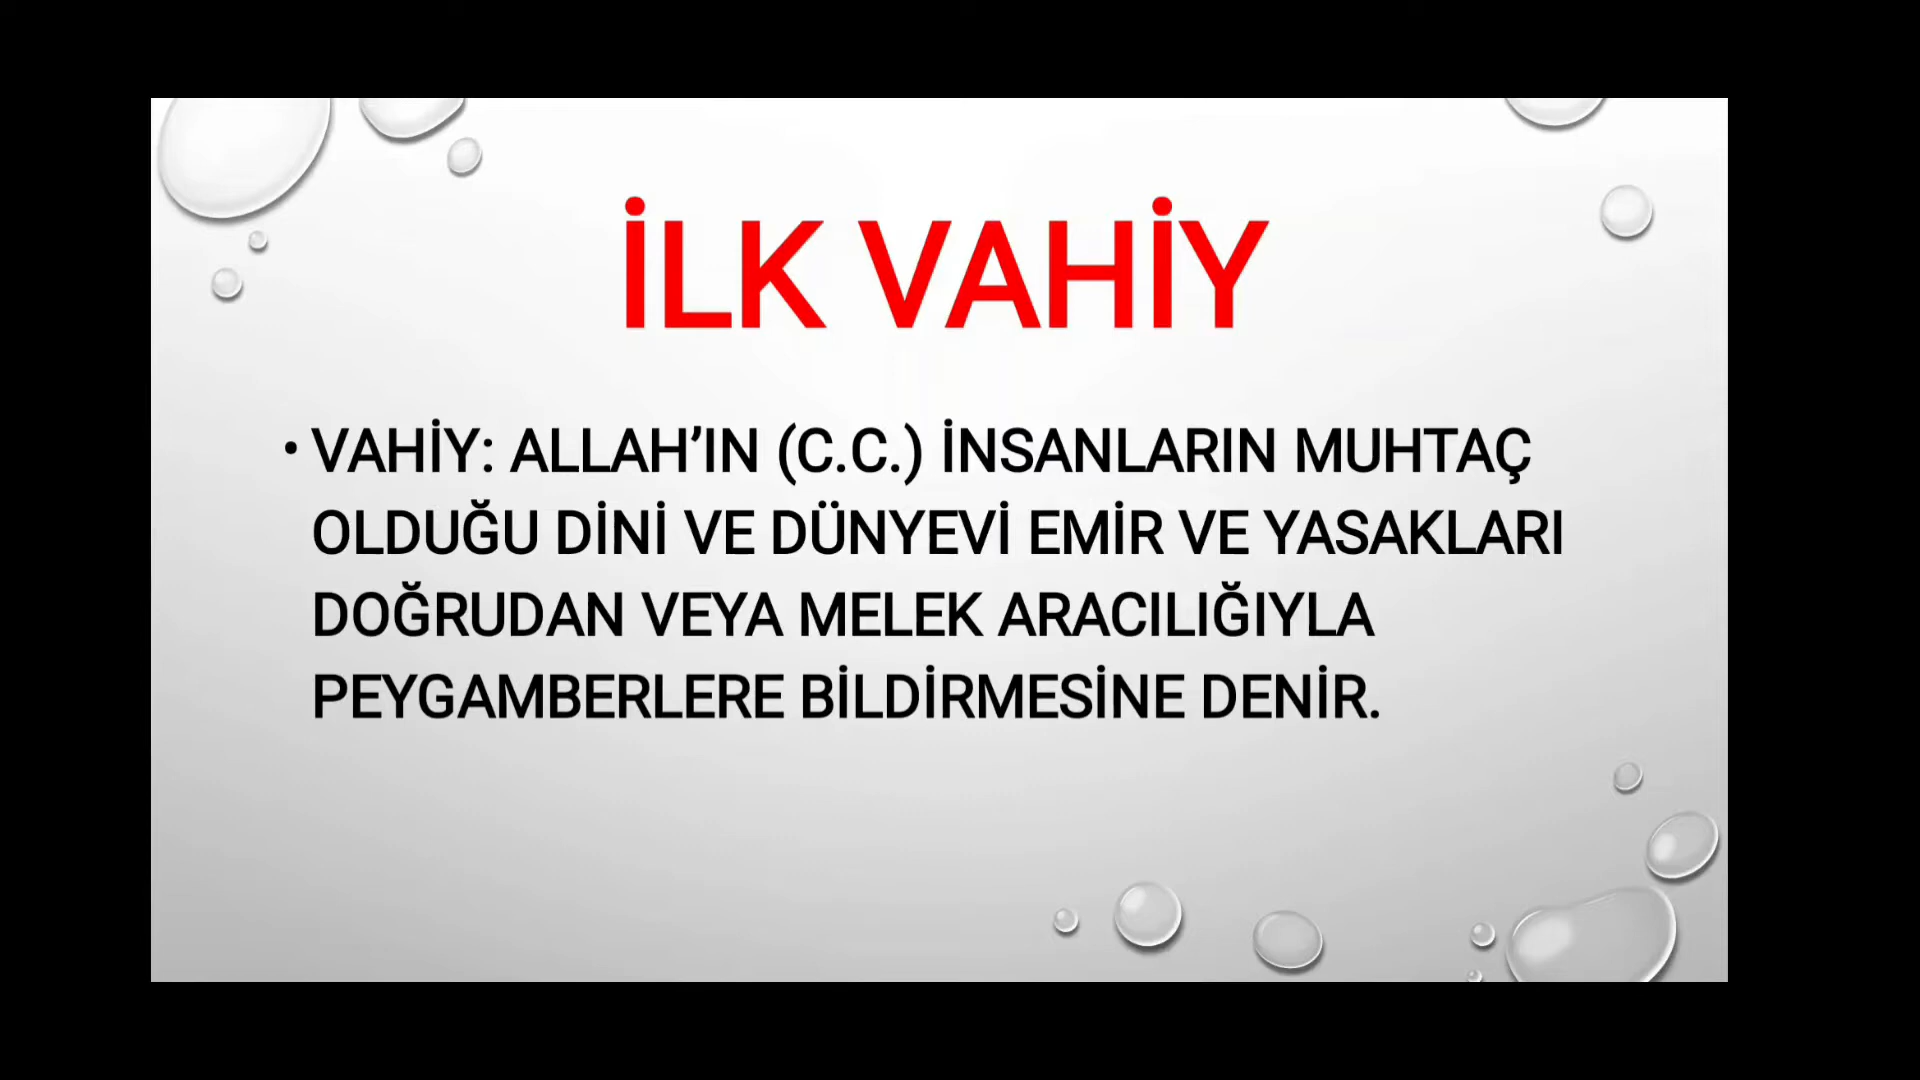 İLK VAHİY
• VAHİY: ALLAH’IN (C.C.) İNSANLARIN MUHTAÇ
OLDUĞU DİNİ VE DÜNYEVİ EMİR VE YASAKLARI
DOĞRUDAN VEYA MELEK ARACILIĞIYLA
PEYGAMBERLERE BİLDİRMESİNE DENİR.